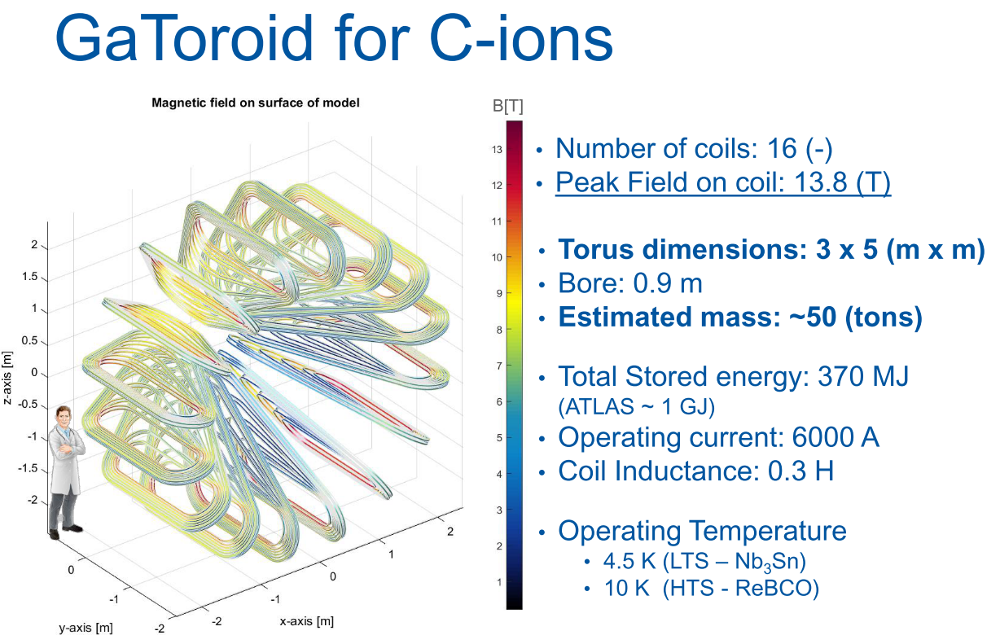 GaToroid for C-ions
Magnetic field on surface of model
B[T]
13
12
11
10
9
8
7
6
5
4
3
2
1
2
1.5
1
0.5
0
-0.5
-1
-1.5
-2
z-axis [m]
0
-1
-2
y-axis [m]
-2
-1
0
1
2
x-axis [m]
• Number of coils: 16 (-)
• Peak Field on coil: 13.8 (T)
• Torus dimensions: 3 x 5 (m x m)
• Bore: 0.9 m
• Estimated mass: ~50 (tons)
• Total Stored energy: 370 MJ
(ATLAS ~ 1 GJ)
• Operating current: 6000 A
• Coil Inductance: 0.3 H
• Operating Temperature
• 4.5 K (LTS – Nb₃Sn)
• 10 K (HTS - ReBCO)